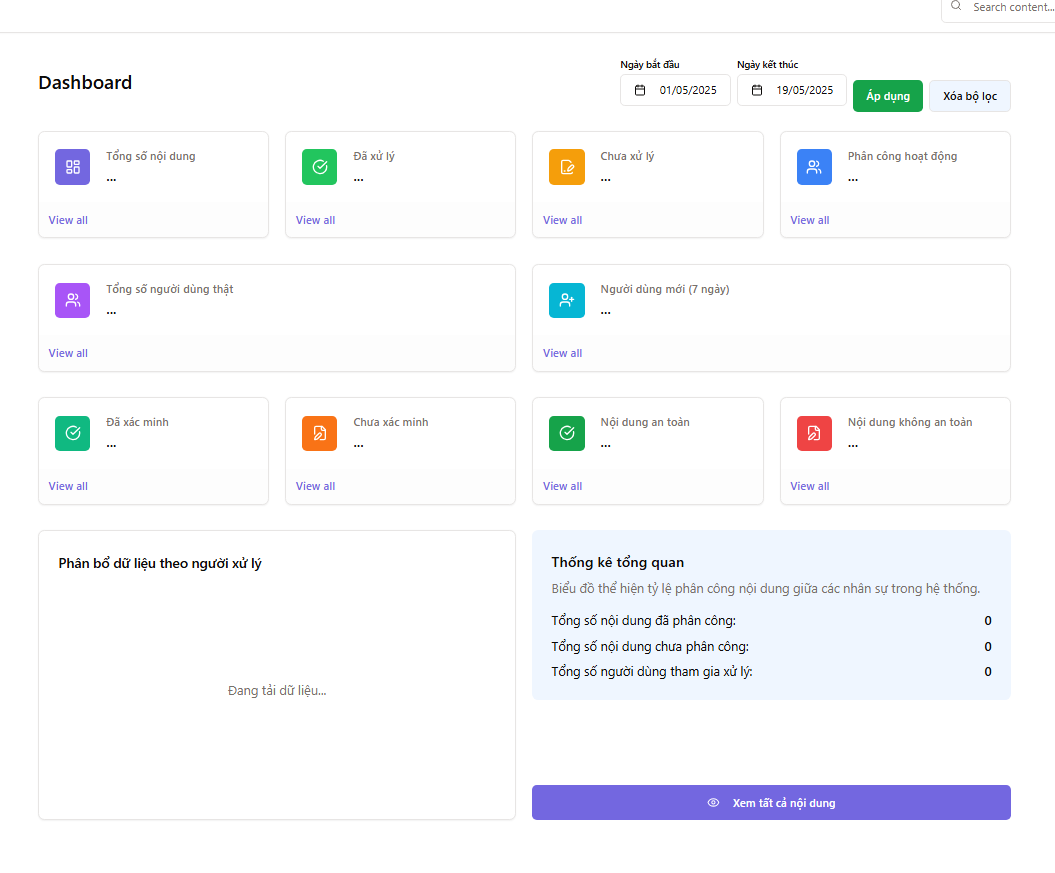 Search content...
Dashboard
Ngày bắt đầu
Ngày kết thúc
01/05/2025
19/05/2025
Áp dụng
Xóa bộ lọc
Tổng số nội dung
...
View all
Đã xử lý
...
View all
Chưa xử lý
...
View all
Phân công hoạt động
...
View all
Tổng số người dùng thật
...
View all
Người dùng mới (7 ngày)
...
View all
Đã xác minh
...
View all
Chưa xác minh
...
View all
Nội dung an toàn
...
View all
Nội dung không an toàn
...
View all
Phân bổ dữ liệu theo người xử lý
Đang tải dữ liệu...
Thống kê tổng quan
Biểu đồ thể hiện tỷ lệ phân công nội dung giữa các nhân sự trong hệ thống.
Tổng số nội dung đã phân công: 0
Tổng số nội dung chưa phân công: 0
Tổng số người dùng tham gia xử lý: 0
Xem tất cả nội dung